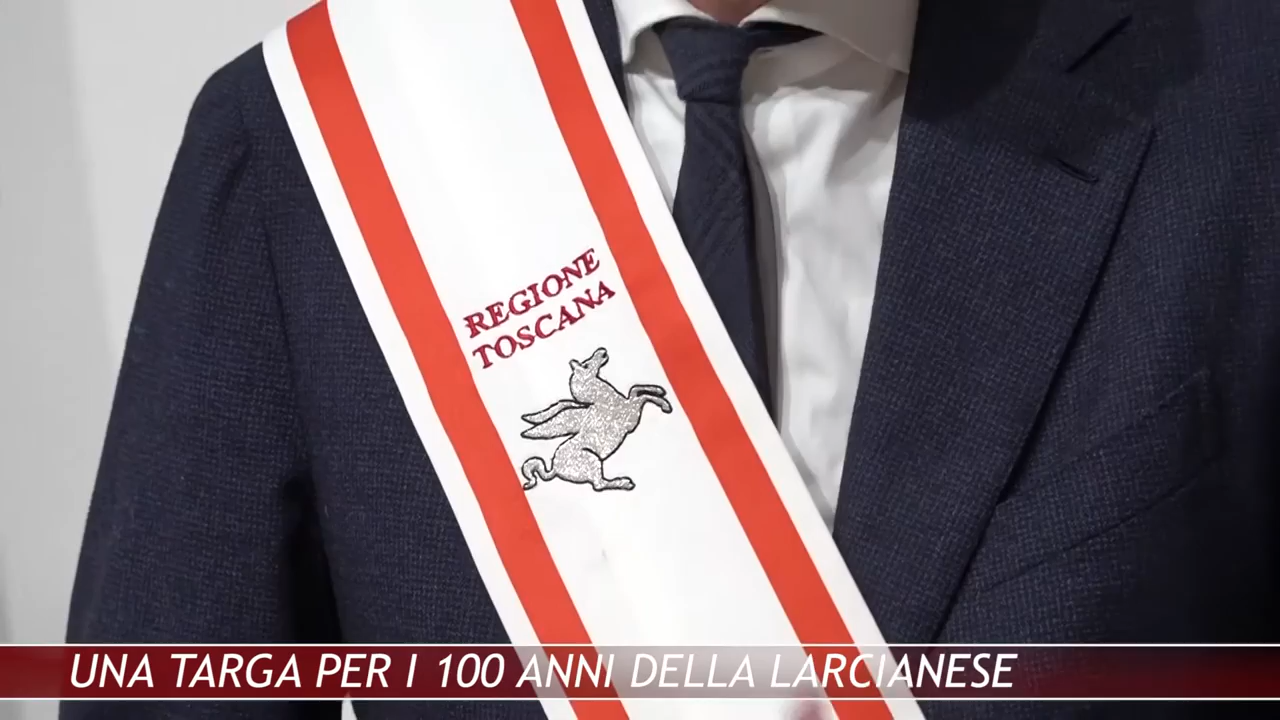 REGIONE
TOSCANA
UNA TARGA PER I 100 ANNI DELLA LARCIANESE